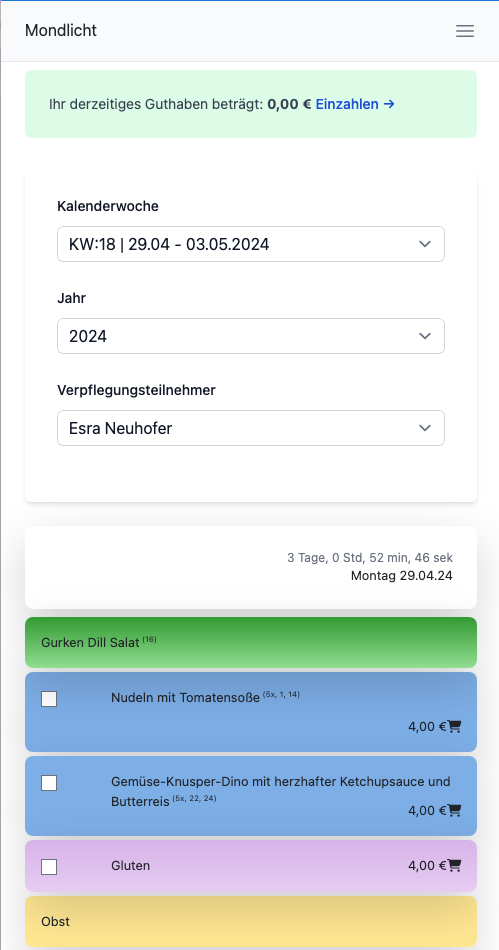 Mondlicht
Ihr derzeitiges Guthaben beträgt: 0,00 € Einzahlen →
Kalenderwoche
KW:18 | 29.04 - 03.05.2024
Jahr
2024
Verpflegungsteilnehmer
Esra Neuhofer
3 Tage, 0 Std, 52 min, 46 sek
Montag 29.04.24
Gurken Dill Salat (16)
Nudeln mit Tomatensoße (5x, 1, 14)
4,00 €
Gemüse-Knusper-Dino mit herzhafter Ketchupsauce und
Butterreis (5x, 22, 24)
4,00 €
Gluten 4,00 €
Obst